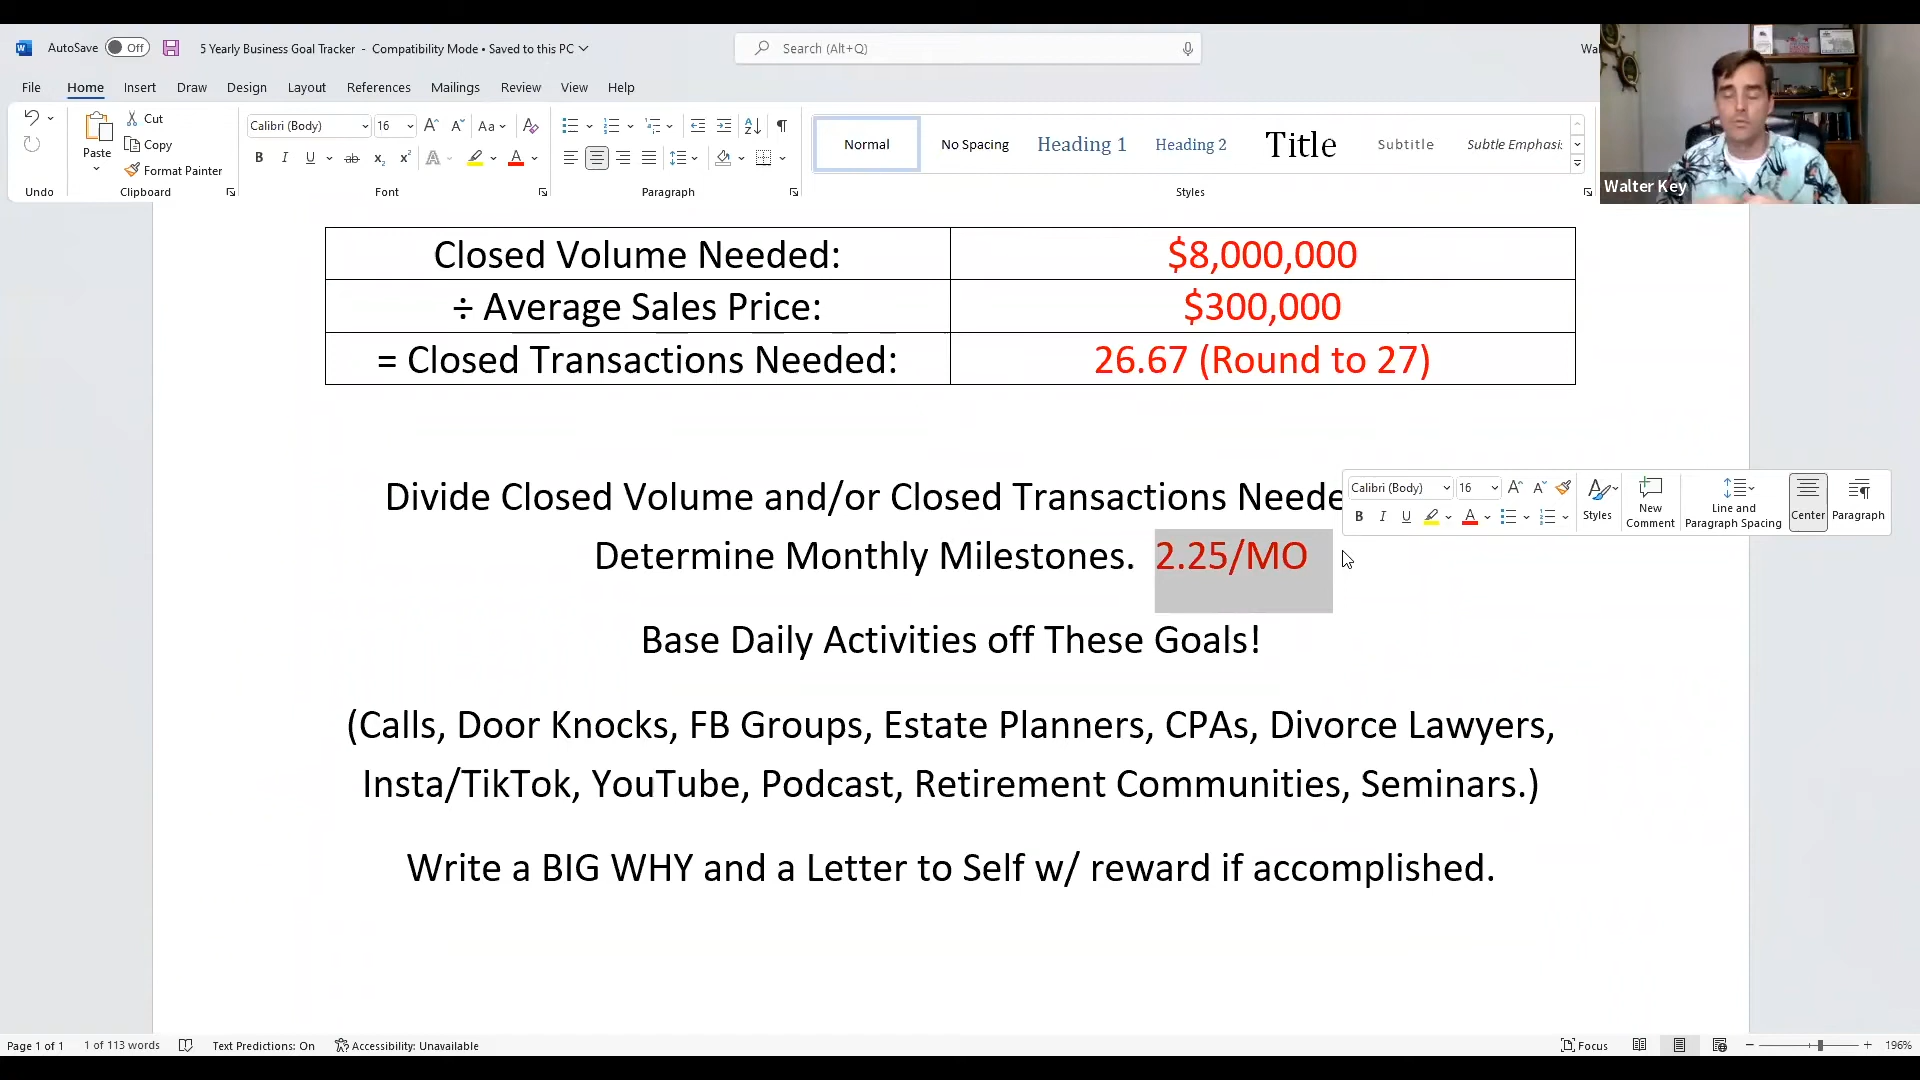 AutoSave Off 5 Yearly Business Goal Tracker - Compatibility Mode • Saved to this PC Search (Alt+Q) Wal
File Home Insert Draw Design Layout References Mailings Review View Help
Paste Cut Copy Format Painter
Calibri (Body) 16 Aa
B I U ab x₂ x² A A
Normal No Spacing Heading 1 Heading 2 Title Subtitle Subtle Emphasi
Undo Clipboard Font Paragraph Styles
Walter Key
Closed Volume Needed: $8,000,000
÷ Average Sales Price: $300,000
= Closed Transactions Needed: 26.67 (Round to 27)
Divide Closed Volume and/or Closed Transactions Neede
Calibri (Body) 16 Styles New Comment Line and Paragraph Spacing Center Paragraph
B I U A
Determine Monthly Milestones. 2.25/MO
Base Daily Activities off These Goals!
(Calls, Door Knocks, FB Groups, Estate Planners, CPAs, Divorce Lawyers,
Insta/TikTok, YouTube, Podcast, Retirement Communities, Seminars.)
Write a BIG WHY and a Letter to Self w/ reward if accomplished.
Page 1 of 1 1 of 113 words Text Predictions: On Accessibility: Unavailable Focus 196%